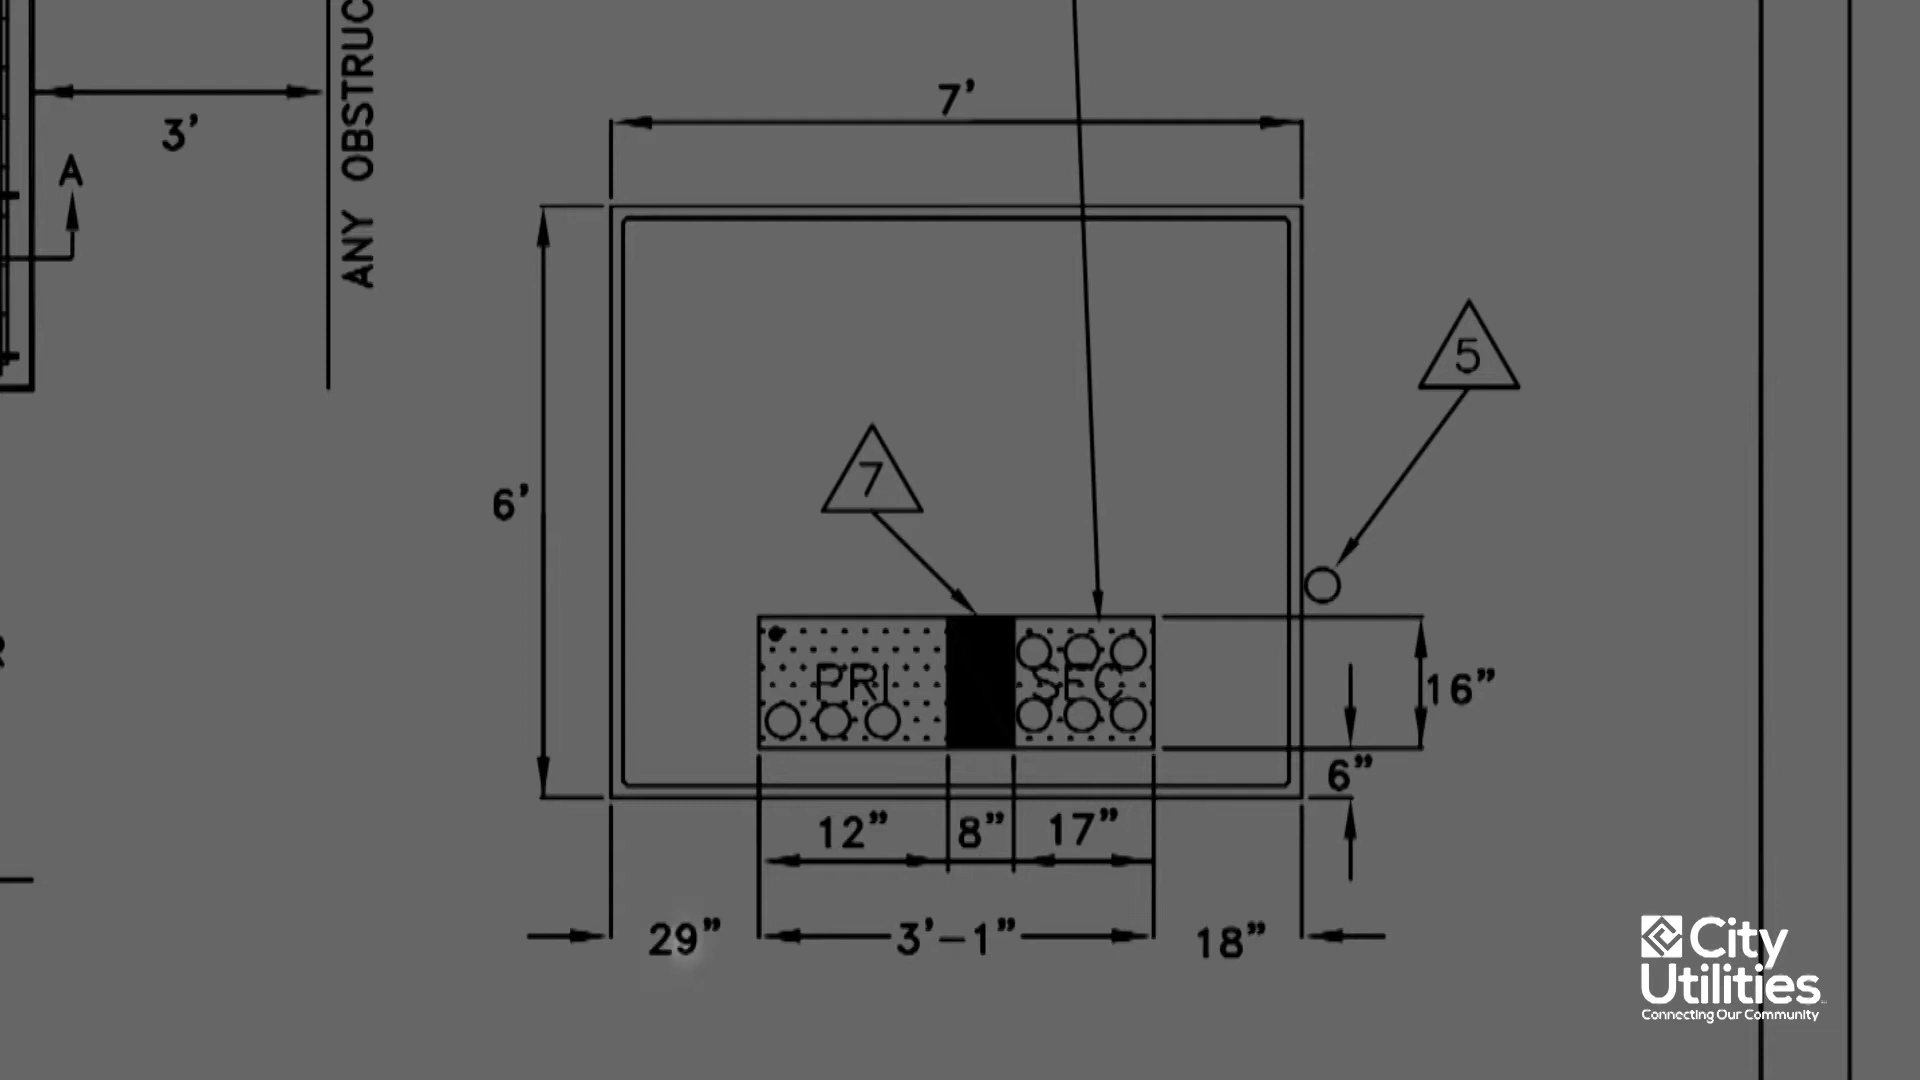 7'
3'
A
ANY OBSTRUC
5
7
6'
PRI
SEC
16"
6"
12"
8"
17"
29"
3'-1"
18"
City
Utilities
Connecting Our Community